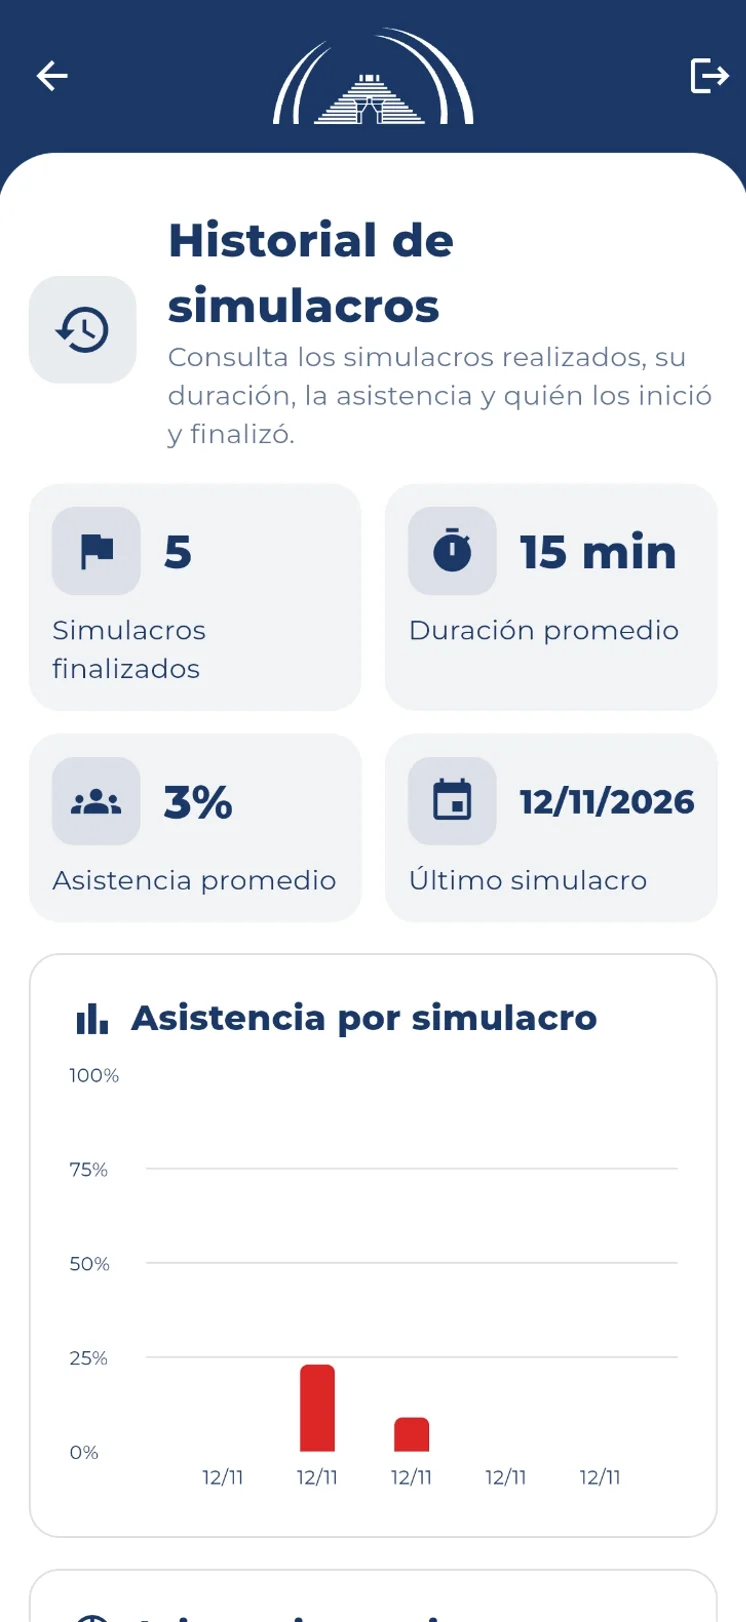 Historial de
simulacros
Consulta los simulacros realizados, su
duración, la asistencia y quién los inició
y finalizó.
5
Simulacros
finalizados
15 min
Duración promedio
3%
Asistencia promedio
12/11/2026
Último simulacro
Asistencia por simulacro
100%
75%
50%
25%
0%
12/11 12/11 12/11 12/11 12/11